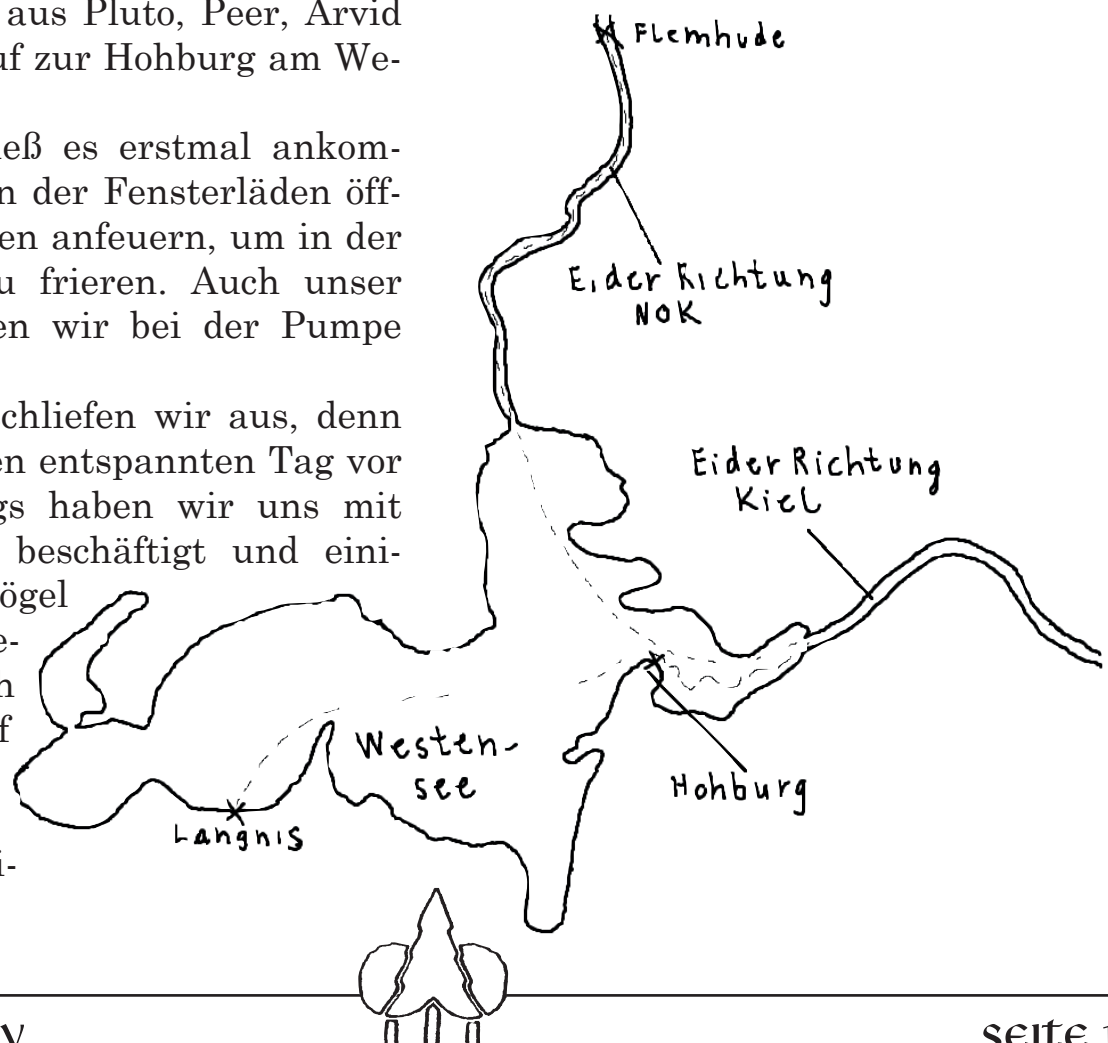 aus Pluto, Peer, Arvid
uf zur Hohburg am We-
eß es erstmal ankom-
n der Fensterläden öff-
en anfeuern, um in der
u frieren. Auch unser
en wir bei der Pumpe
chliefen wir aus, denn
en entspannten Tag vor
gs haben wir uns mit
beschäftigt und eini-
ögel
e-
n
f
i-
Flemhude
Eider Richtung
NOK
Eider Richtung
Kiel
Westen-
see
Hohburg
Langnis
v
seite